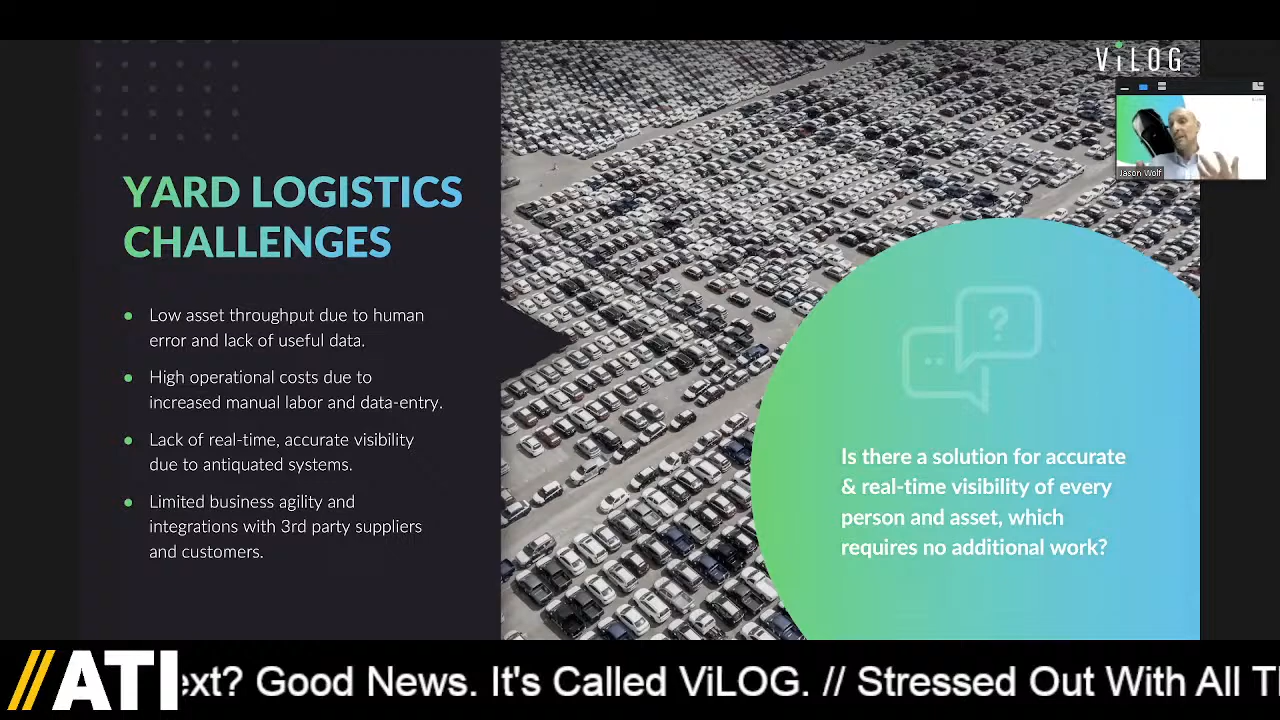 ViLOG
Jason Wolf
YARD LOGISTICS
CHALLENGES
Low asset throughput due to human
error and lack of useful data.
High operational costs due to
increased manual labor and data-entry.
Lack of real-time, accurate visibility
due to antiquated systems.
Limited business agility and
integrations with 3rd party suppliers
and customers.
?
Is there a solution for accurate
& real-time visibility of every
person and asset, which
requires no additional work?
//ATI
ext? Good News. It's Called ViLOG. // Stressed Out With All T